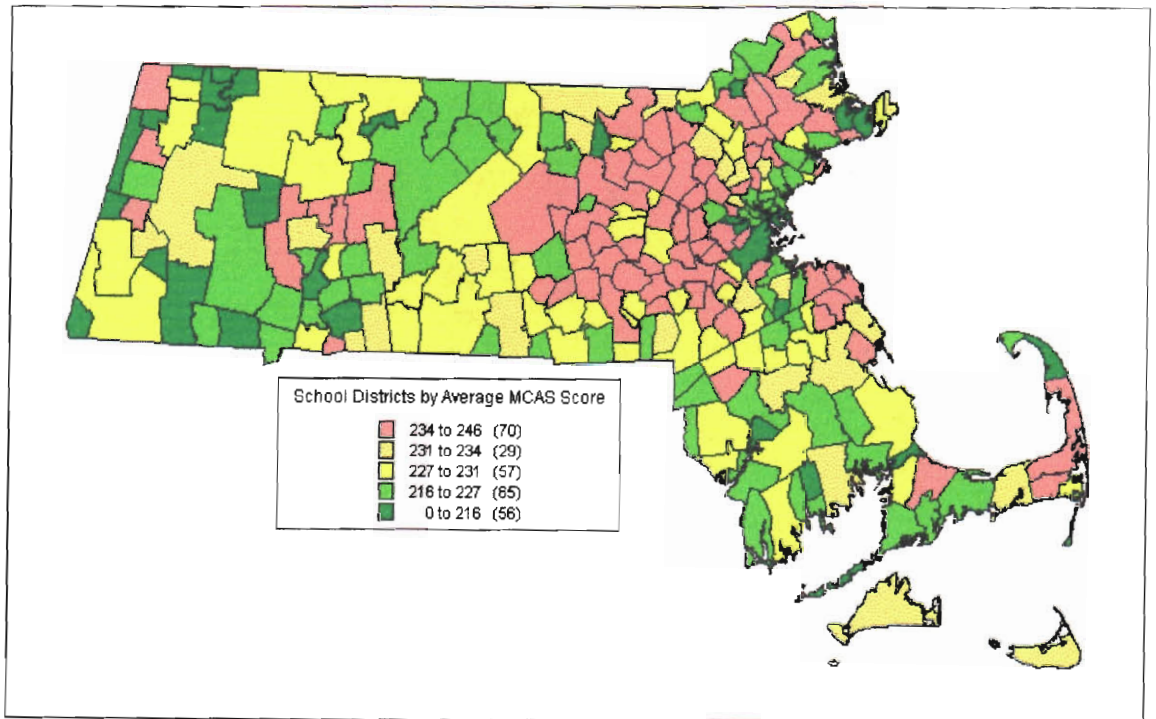 School Districts by Average MCAS Score
234 to 246 (70)
231 to 234 (29)
227 to 231 (57)
216 to 227 (85)
0 to 216 (56)